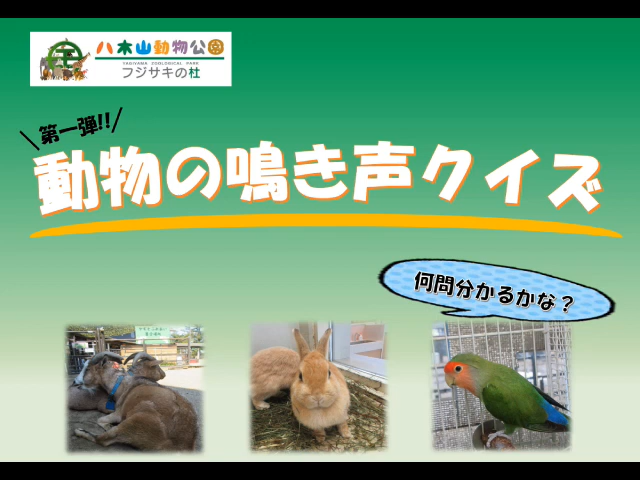 八木山動物公園
YAGIYAMA ZOOLOGICAL PARK
フジサキの杜
第一弾!!
動物の鳴き声クイズ
何問分かるかな？